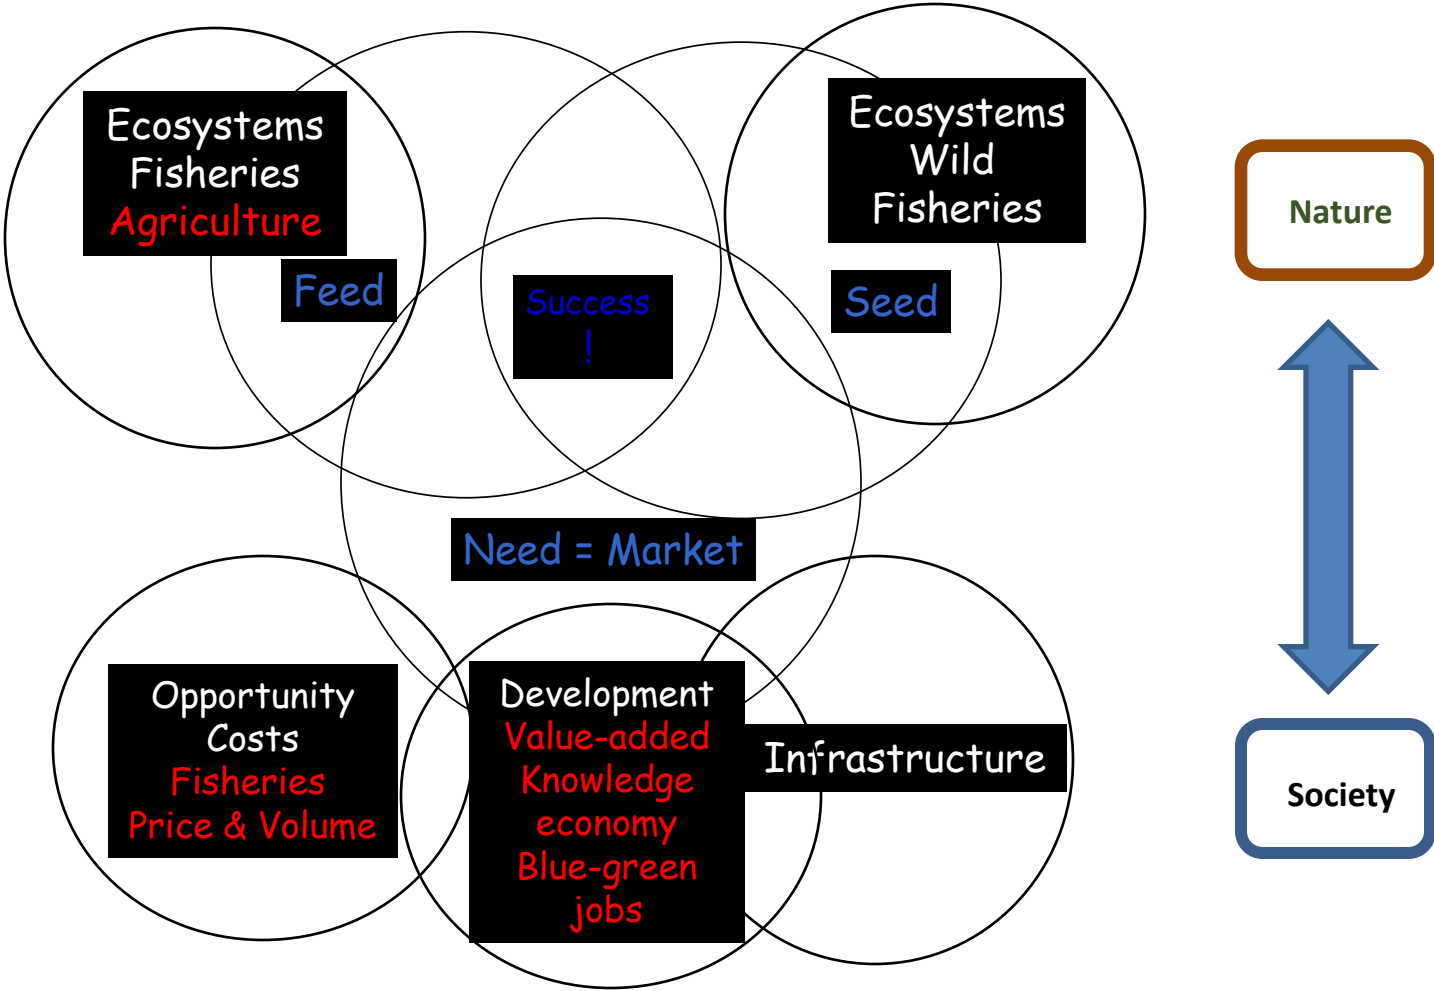 Ecosystems
Fisheries
Agriculture
Feed
Success
!
Ecosystems
Wild
Fisheries
Seed
Need = Market
Opportunity
Costs
Fisheries
Price & Volume
Development
Value-added
Knowledge
economy
Blue-green
jobs
Infrastructure
Nature
Society